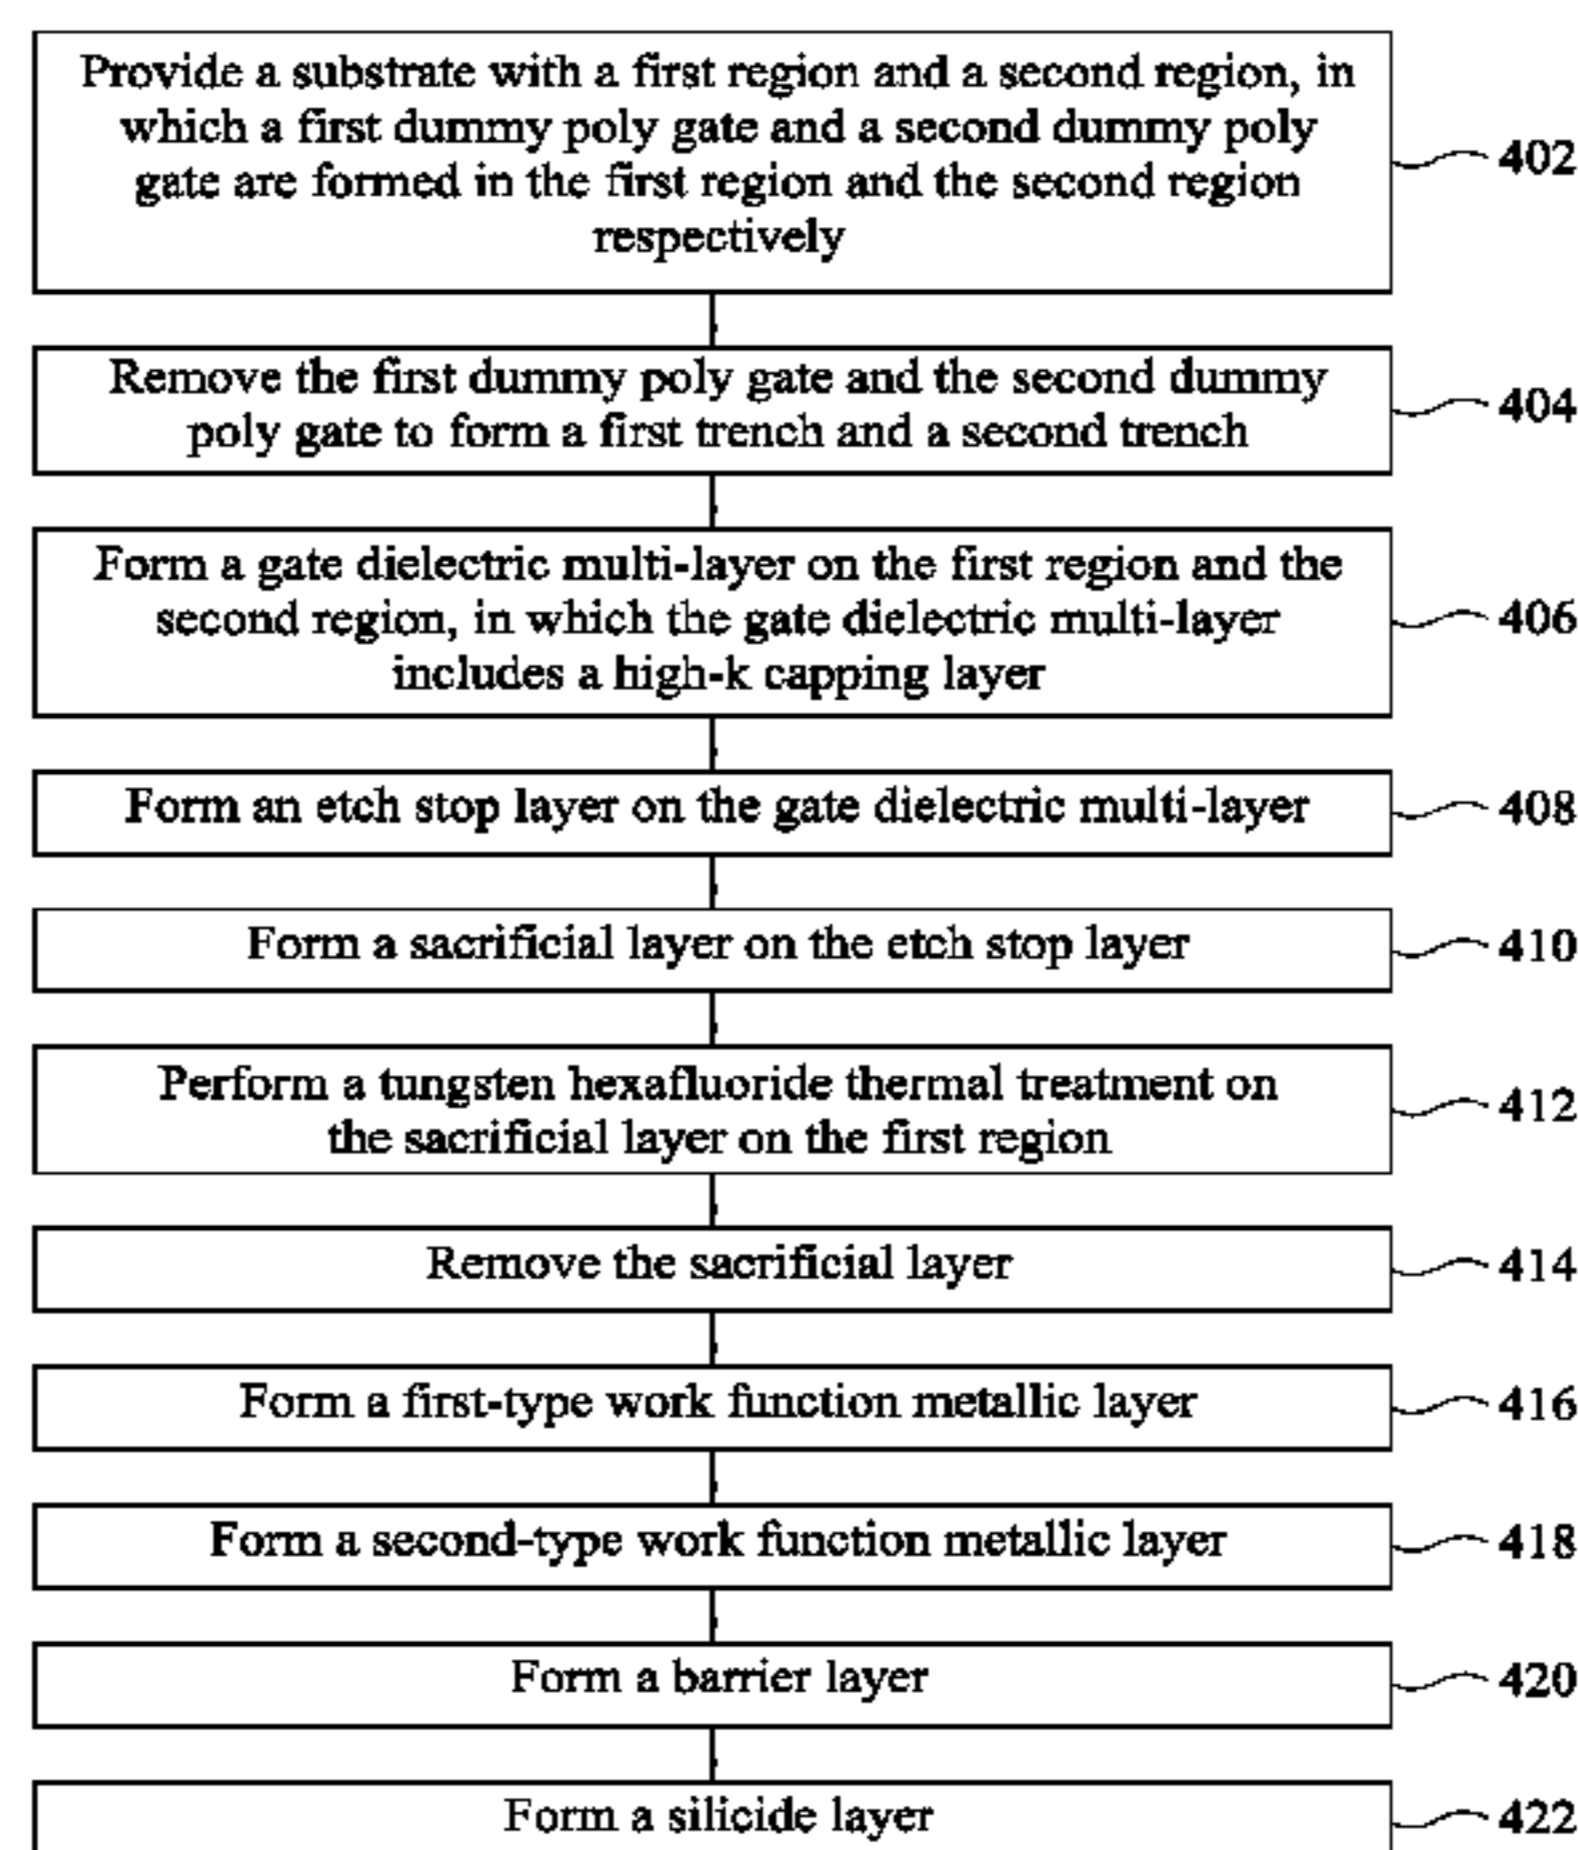 Provide a substrate with a first region and a second region, in
which a first dummy poly gate and a second dummy poly
gate are formed in the first region and the second region
respectively
402
Remove the first dummy poly gate and the second dummy
poly gate to form a first trench and a second trench
404
Form a gate dielectric multi-layer on the first region and the
second region, in which the gate dielectric multi-layer
includes a high-k capping layer
406
Form an etch stop layer on the gate dielectric multi-layer
408
Form a sacrificial layer on the etch stop layer
410
Perform a tungsten hexafluoride thermal treatment on
the sacrificial layer on the first region
412
Remove the sacrificial layer
414
Form a first-type work function metallic layer
416
Form a second-type work function metallic layer
418
Form a barrier layer
420
Form a silicide layer
422